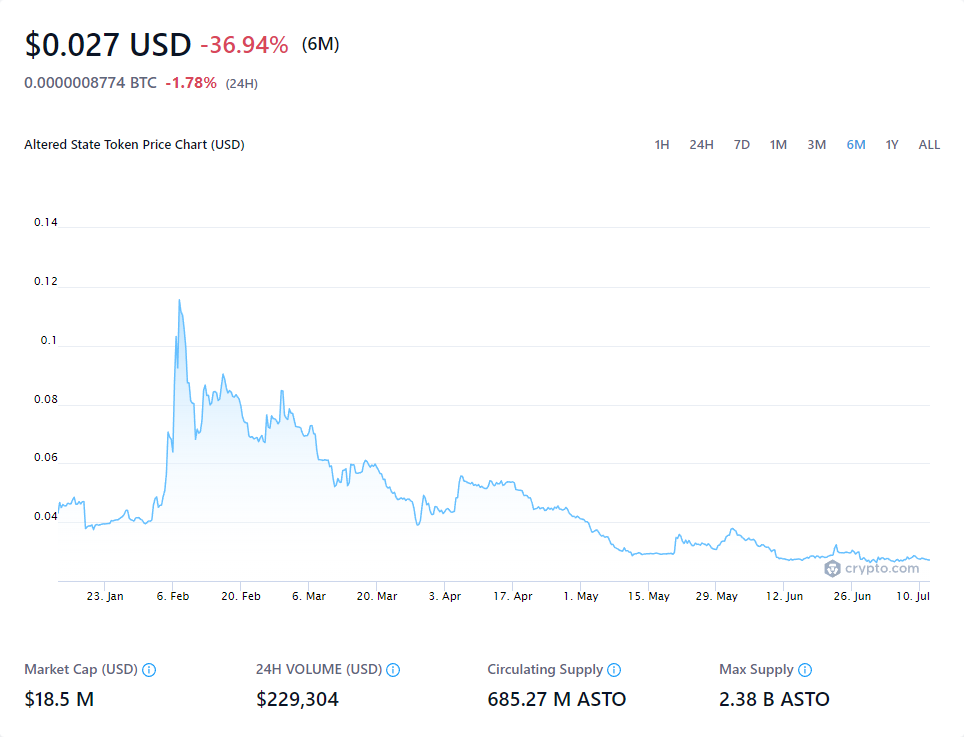 $0.027 USD -36.94% (6M)
0.0000008774 BTC -1.78% (24H)
Altered State Token Price Chart (USD) 1H 24H 7D 1M 3M 6M 1Y ALL
0.14
0.12
0.1
0.08
0.06
0.04
crypto.com
23. Jan 6. Feb 20. Feb 6. Mar 20. Mar 3. Apr 17. Apr 1. May 15. May 29. May 12. Jun 26. Jun 10. Jul
Market Cap (USD) 24H VOLUME (USD) Circulating Supply Max Supply
$18.5 M $229,304 685.27 M ASTO 2.38 B ASTO